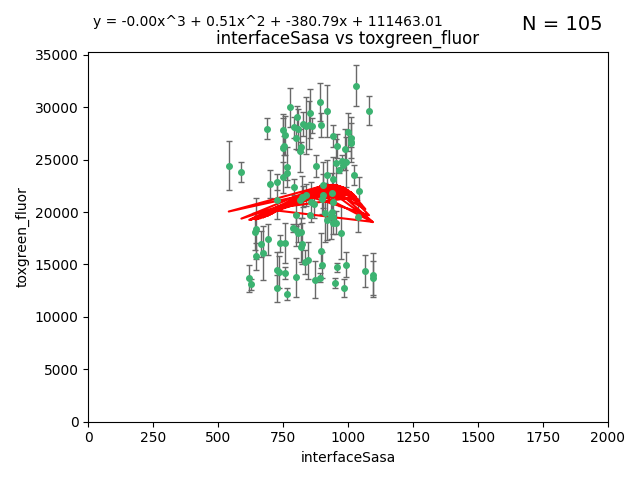 y = -0.00x^3 + 0.51x^2 + -380.79x + 111463.01
N = 105
interfaceSasa vs toxgreen_fluor
35000
30000
25000
20000
15000
10000
5000
0
toxgreen_fluor
0 250 500 750 1000 1250 1500 1750 2000
interfaceSasa